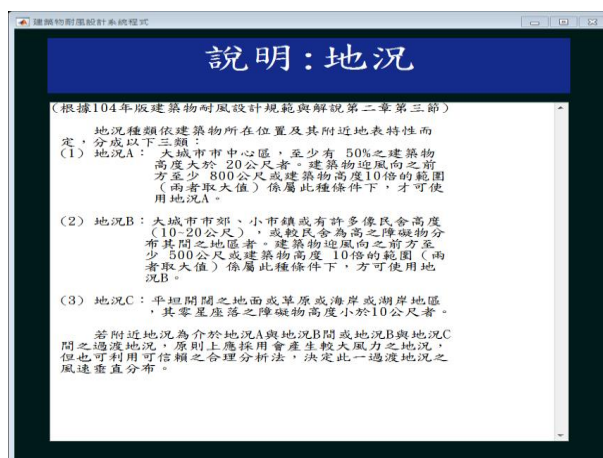 建築物耐風設計系統程式
說明:地況
(根據104年版建築物耐風設計規範與解說第二章第三節)
地況種類依建築物所在位置及其附近地表特性而
定，分成以下三類：
(1) 地況A： 大城市市中心區，至少有 50%之建築物
高度大於 20公尺者。建築物迎風向之前
方至少 800公尺或建築物高度10倍的範圍
(兩者取大值)係屬此種條件下，才可使
用地況A。
(2) 地況B：大城市市郊、小市鎮或有許多像民舍高度
(10~20公尺)，或較民舍為高之障礙物分
布其間之地區者。建築物迎風向之前方至
少 500公尺或建築物高度 10倍的範圍(兩
者取大值)係屬此種條件下，方可使用地
況B。
(3) 地況C：平坦開闊之地面或草原或海岸或湖岸地區
，其零星座落之障礙物高度小於10公尺者。
若附近地況為介於地況A與地況B間或地況B與地況C
間之過渡地況，原則上應採用會產生較大風力之地況，
但也可利用可信賴之合理分析法，決定此一過渡地況之
風速垂直分布。